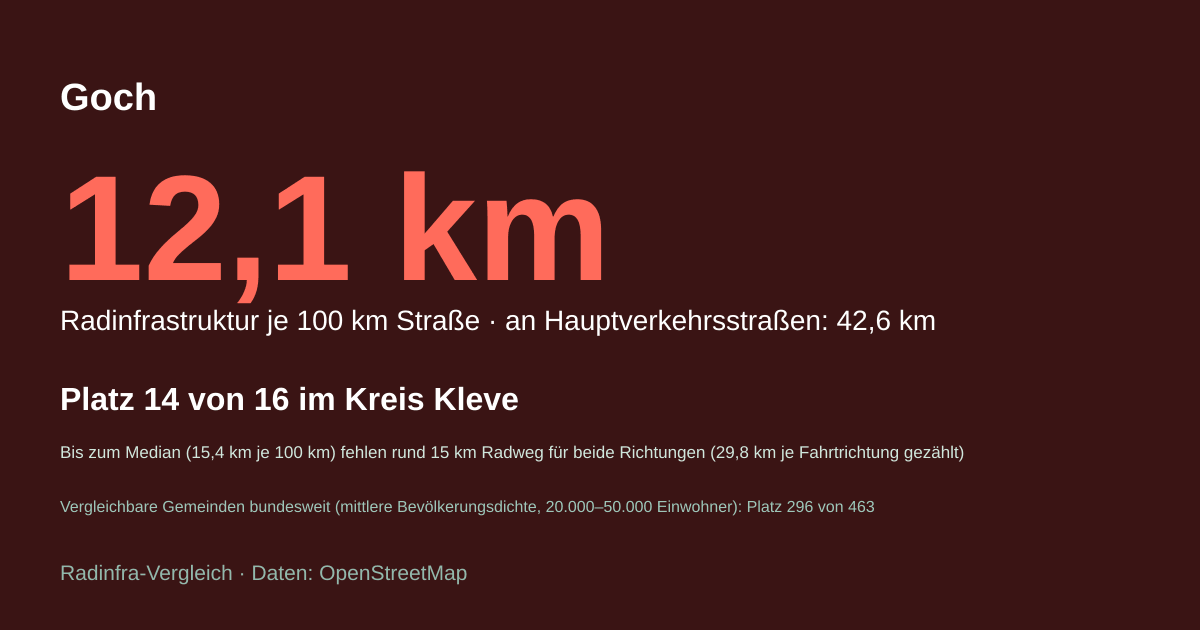 Goch
12,1 km
Radinfrastruktur je 100 km Straße · an Hauptverkehrsstraßen: 42,6 km
Platz 14 von 16 im Kreis Kleve
Bis zum Median (15,4 km je 100 km) fehlen rund 15 km Radweg für beide Richtungen (29,8 km je Fahrtrichtung gezählt)
Vergleichbare Gemeinden bundesweit (mittlere Bevölkerungsdichte, 20.000–50.000 Einwohner): Platz 296 von 463
Radinfra-Vergleich · Daten: OpenStreetMap